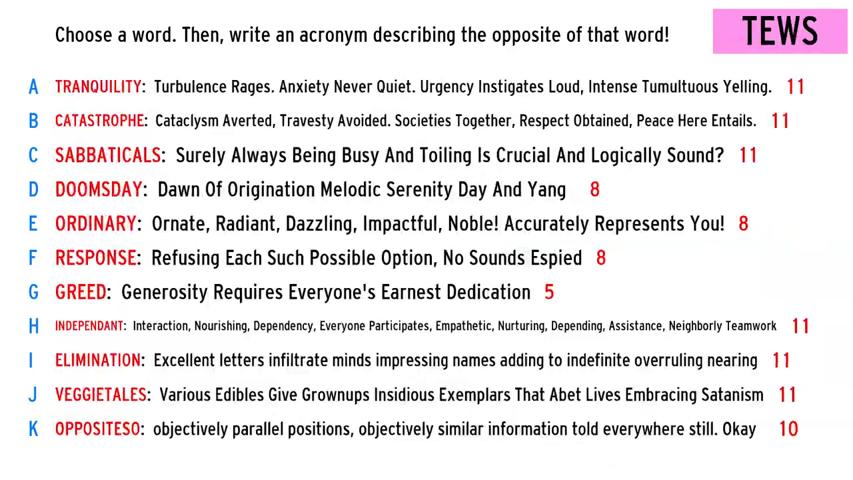 Choose a word. Then, write an acronym describing the opposite of that word!
TEWS
A TRANQUILITY: Turbulence Rages. Anxiety Never Quiet. Urgency Instigates Loud, Intense Tumultuous Yelling. 11
B CATASTROPHE: Cataclysm Averted, Travesty Avoided. Societies Together, Respect Obtained, Peace Here Entails. 11
C SABBATICALS: Surely Always Being Busy And Toiling Is Crucial And Logically Sound? 11
D DOOMSDAY: Dawn Of Origination Melodic Serenity Day And Yang 8
E ORDINARY: Ornate, Radiant, Dazzling, Impactful, Noble! Accurately Represents You! 8
F RESPONSE: Refusing Each Such Possible Option, No Sounds Espied 8
G GREED: Generosity Requires Everyone's Earnest Dedication 5
H INDEPENDANT: Interaction, Nourishing, Dependency, Everyone Participates, Empathetic, Nurturing, Depending, Assistance, Neighborly Teamwork 11
I ELIMINATION: Excellent letters infiltrate minds impressing names adding to indefinite overruling nearing 11
J VEGGIETALES: Various Edibles Give Grownups Insidious Exemplars That Abet Lives Embracing Satanism 11
K OPPOSITESO: objectively parallel positions, objectively similar information told everywhere still. Okay 10